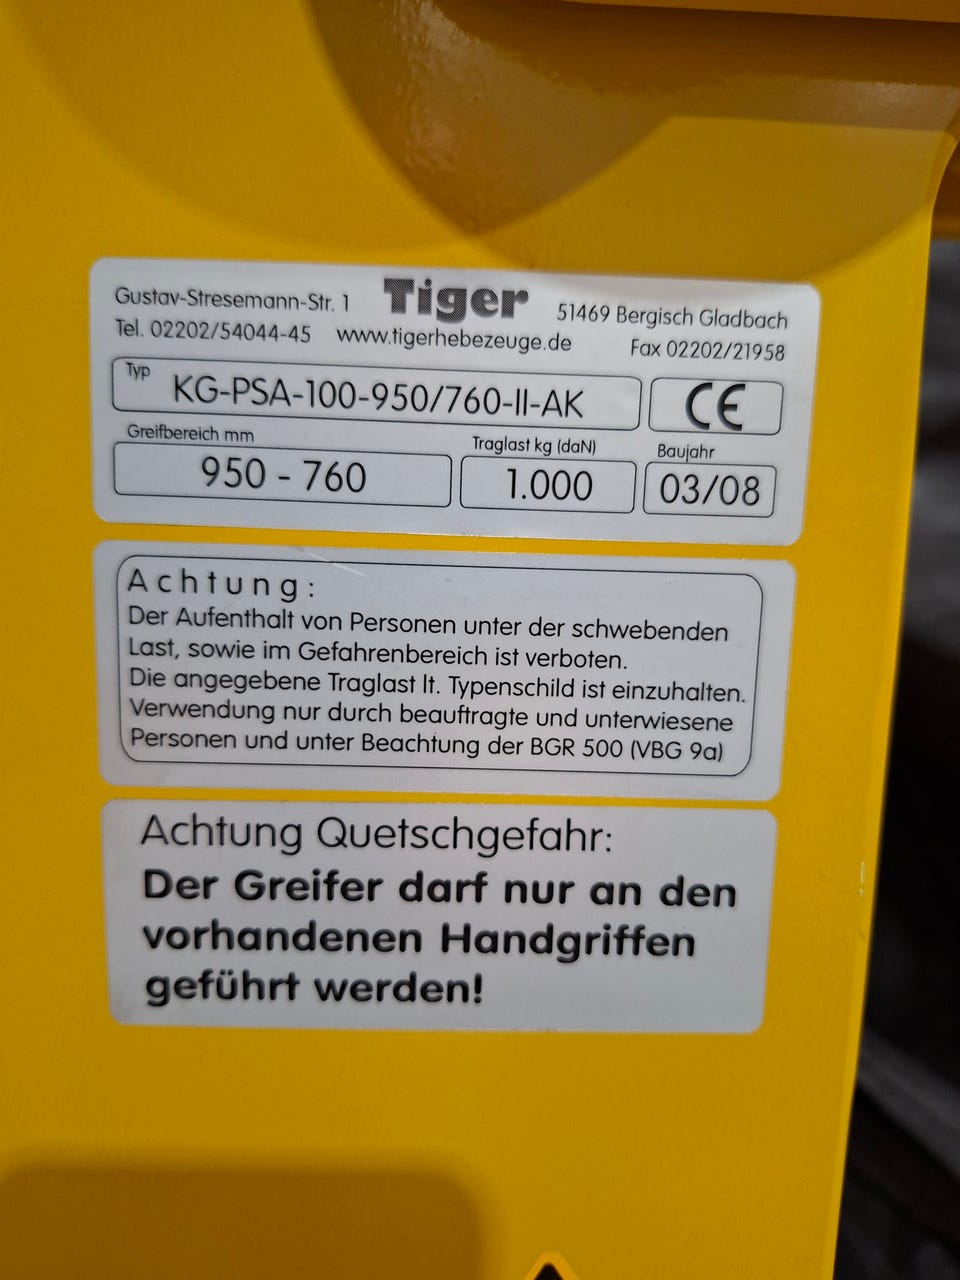 Tiger
Gustav-Stresemann-Str. 1 51469 Bergisch Gladbach
Tel. 02202/54044-45 www.tigerhebezeuge.de Fax 02202/21958
Typ KG-PSA-100-950/760-II-AK CE
Greifbereich mm Traglast kg (daN) Baujahr
950 - 760 1.000 03/08
Achtung:
Der Aufenthalt von Personen unter der schwebenden
Last, sowie im Gefahrenbereich ist verboten.
Die angegebene Traglast lt. Typenschild ist einzuhalten.
Verwendung nur durch beauftragte und unterwiesene
Personen und unter Beachtung der BGR 500 (VBG 9a)
Achtung Quetschgefahr:
Der Greifer darf nur an den
vorhandenen Handgriffen
geführt werden!